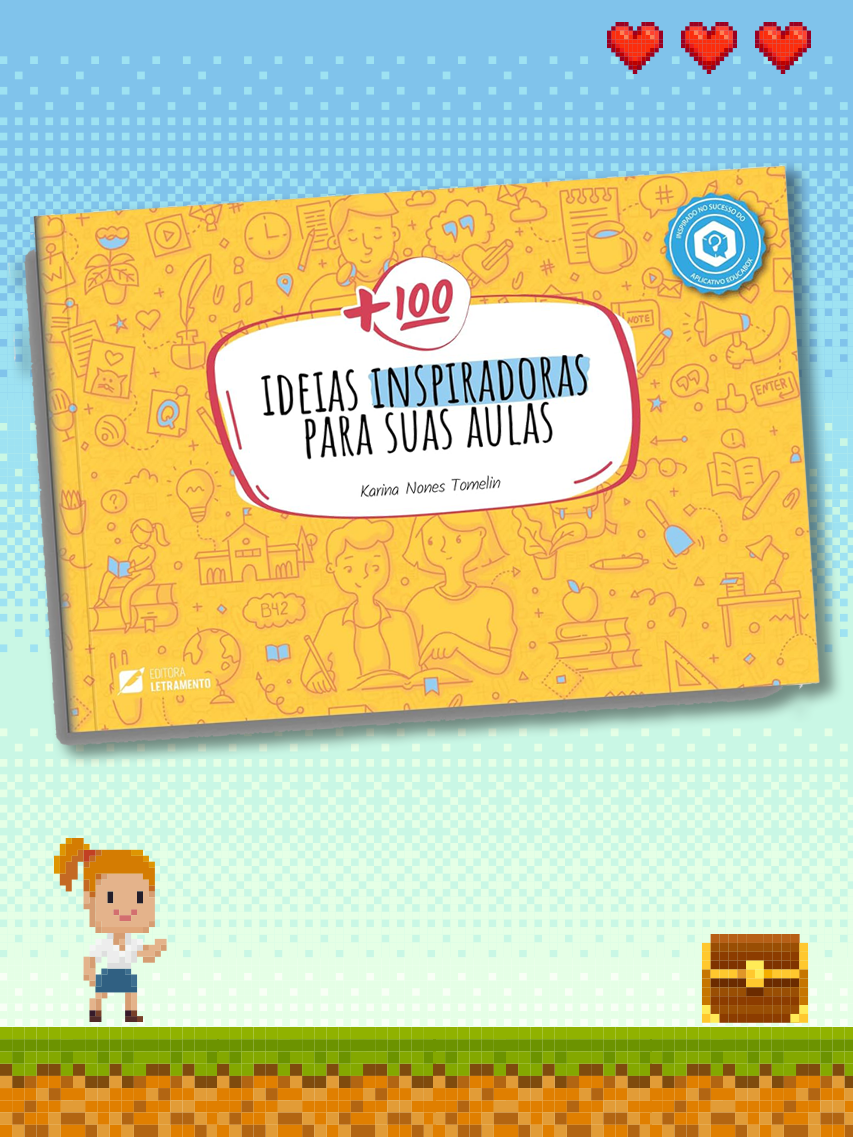 INSPIRADO NO SUCESSO DO
APLICATIVO EDUCABOX
+100
IDEIAS INSPIRADORAS
PARA SUAS AULAS
Karina Nones Tomelin
NOTE
ENTER
B42
EDITORA
LETRAMENTO